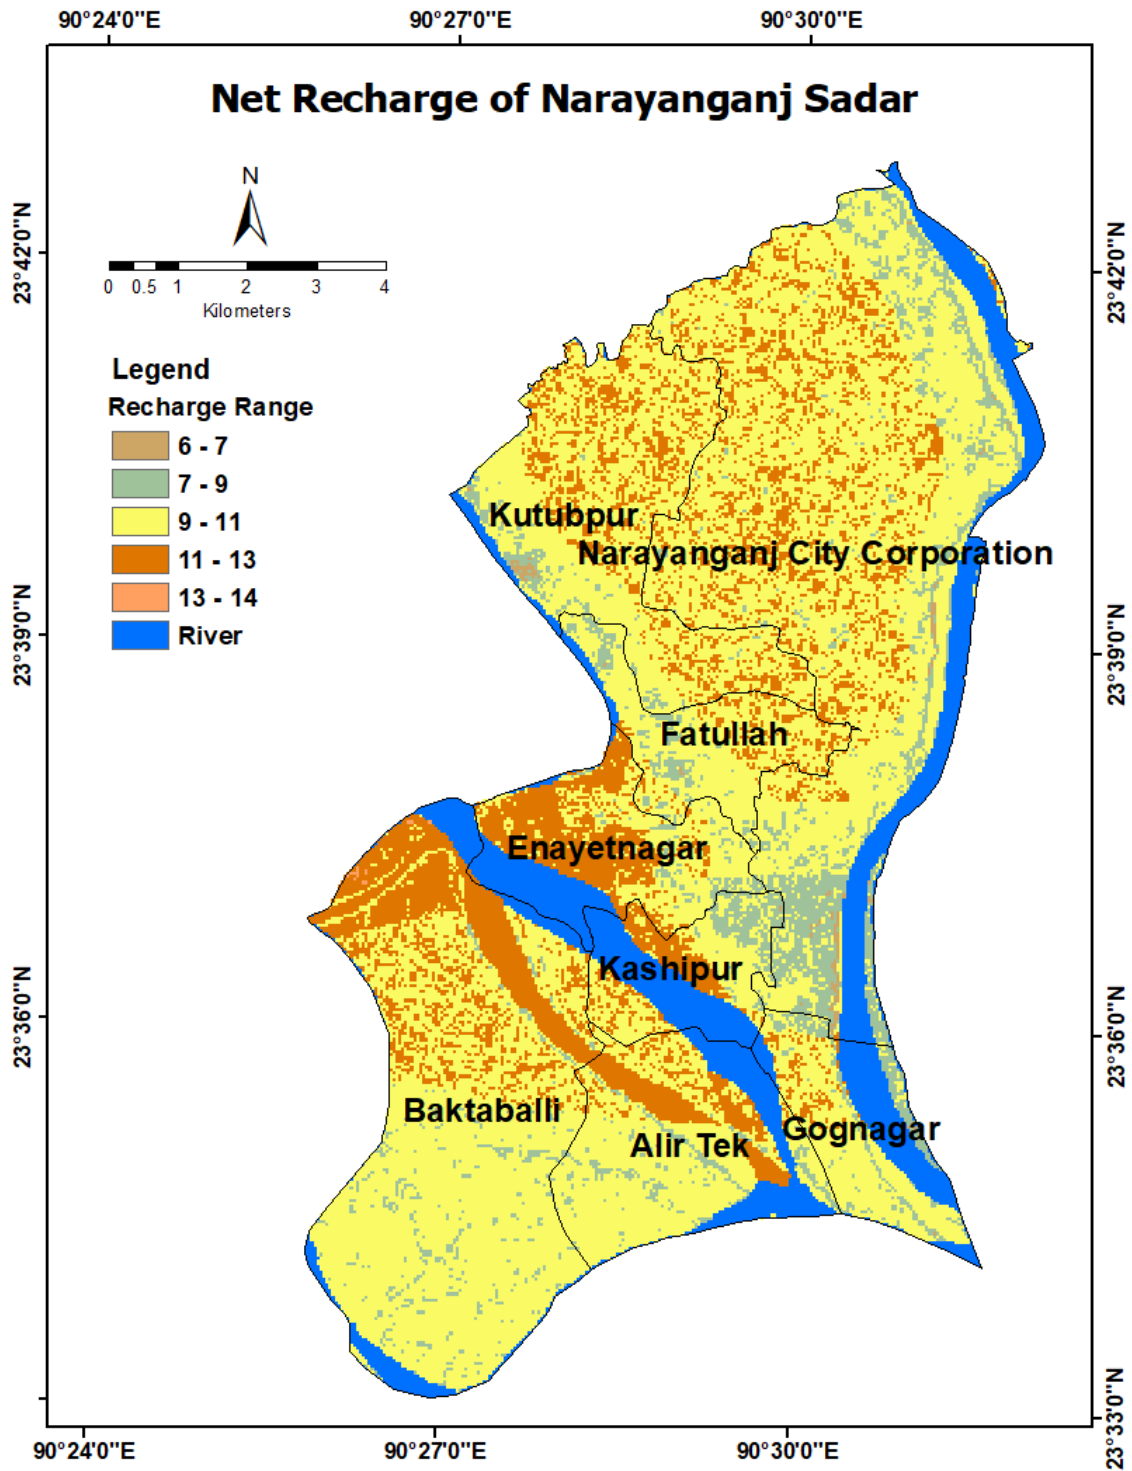 90°24'0"E 90°27'0"E 90°30'0"E
Net Recharge of Narayanganj Sadar
N
0 0.5 1 2 3 4
Kilometers
23°42'0"N
23°42'0"N
Legend
Recharge Range
6 - 7
7 - 9
9 - 11
11 - 13
13 - 14
River
Kutubpur
Narayanganj City Corporation
23°39'0"N
23°39'0"N
Fatullah
Enayetnagar
Kashipur
23°36'0"N
23°36'0"N
Baktaballi
Gognagar
Alir Tek
23°33'0"N
90°24'0"E 90°27'0"E 90°30'0"E